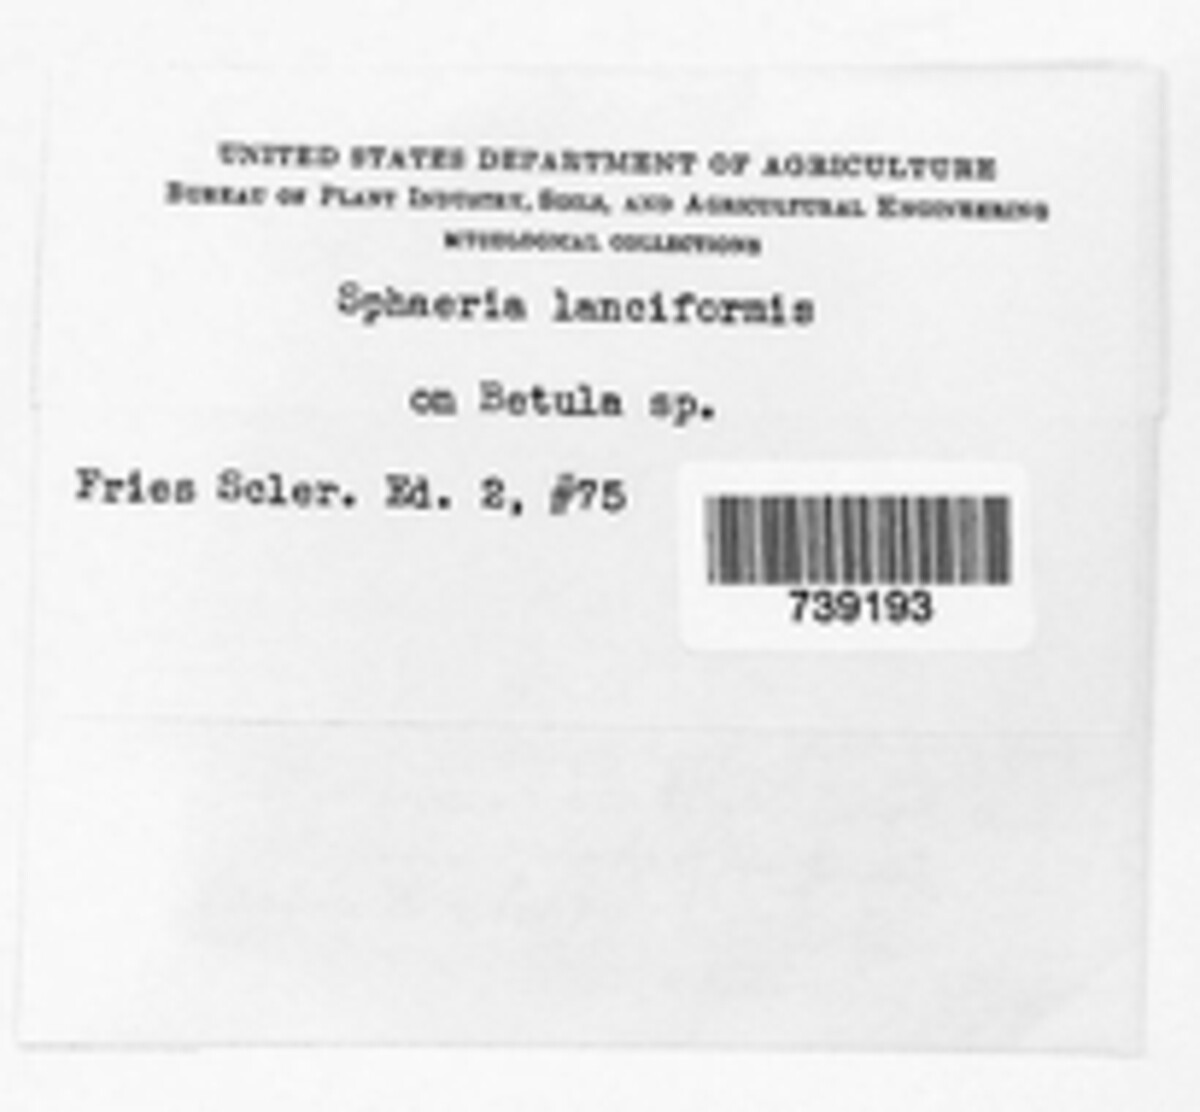 UNITED STATES DEPARTMENT OF AGRICULTURE
BUREAU OF PLANT INDUSTRY, SOILS, AND AGRICULTURAL ENGINEERING
MYCOLOGICAL COLLECTIONS
Sphaeria lanciformis
on Betula sp.
Fries Scler. Ed. 2, #75
739193